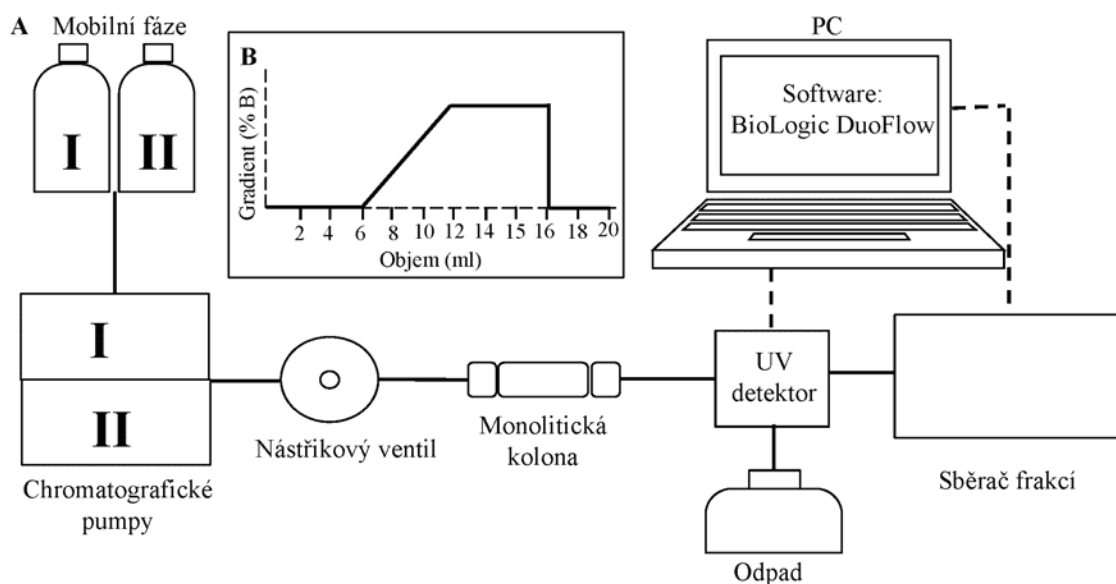 A
Mobilní fáze
I
II
B
Gradient (% B)
2 4 6 8 10 12 14 15 16 18 20
Objem (ml)
PC
Software:
BioLogic DuoFlow
I
II
Chromatografické
pumpy
Nástřikový ventil
Monolitická
kolona
UV
detektor
Odpad
Sběrač frakcí